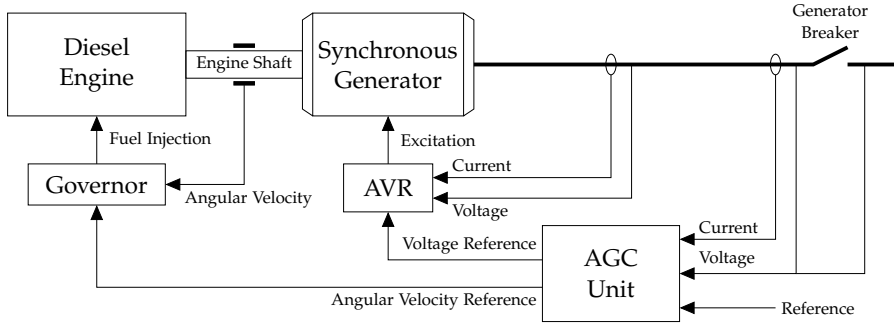 Generator
Breaker
Diesel
Engine
Engine Shaft
Synchronous
Generator
Fuel Injection
Excitation
Governor
Angular Velocity
AVR
Current
Voltage
Voltage Reference
Angular Velocity Reference
AGC
Unit
Current
Voltage
Reference